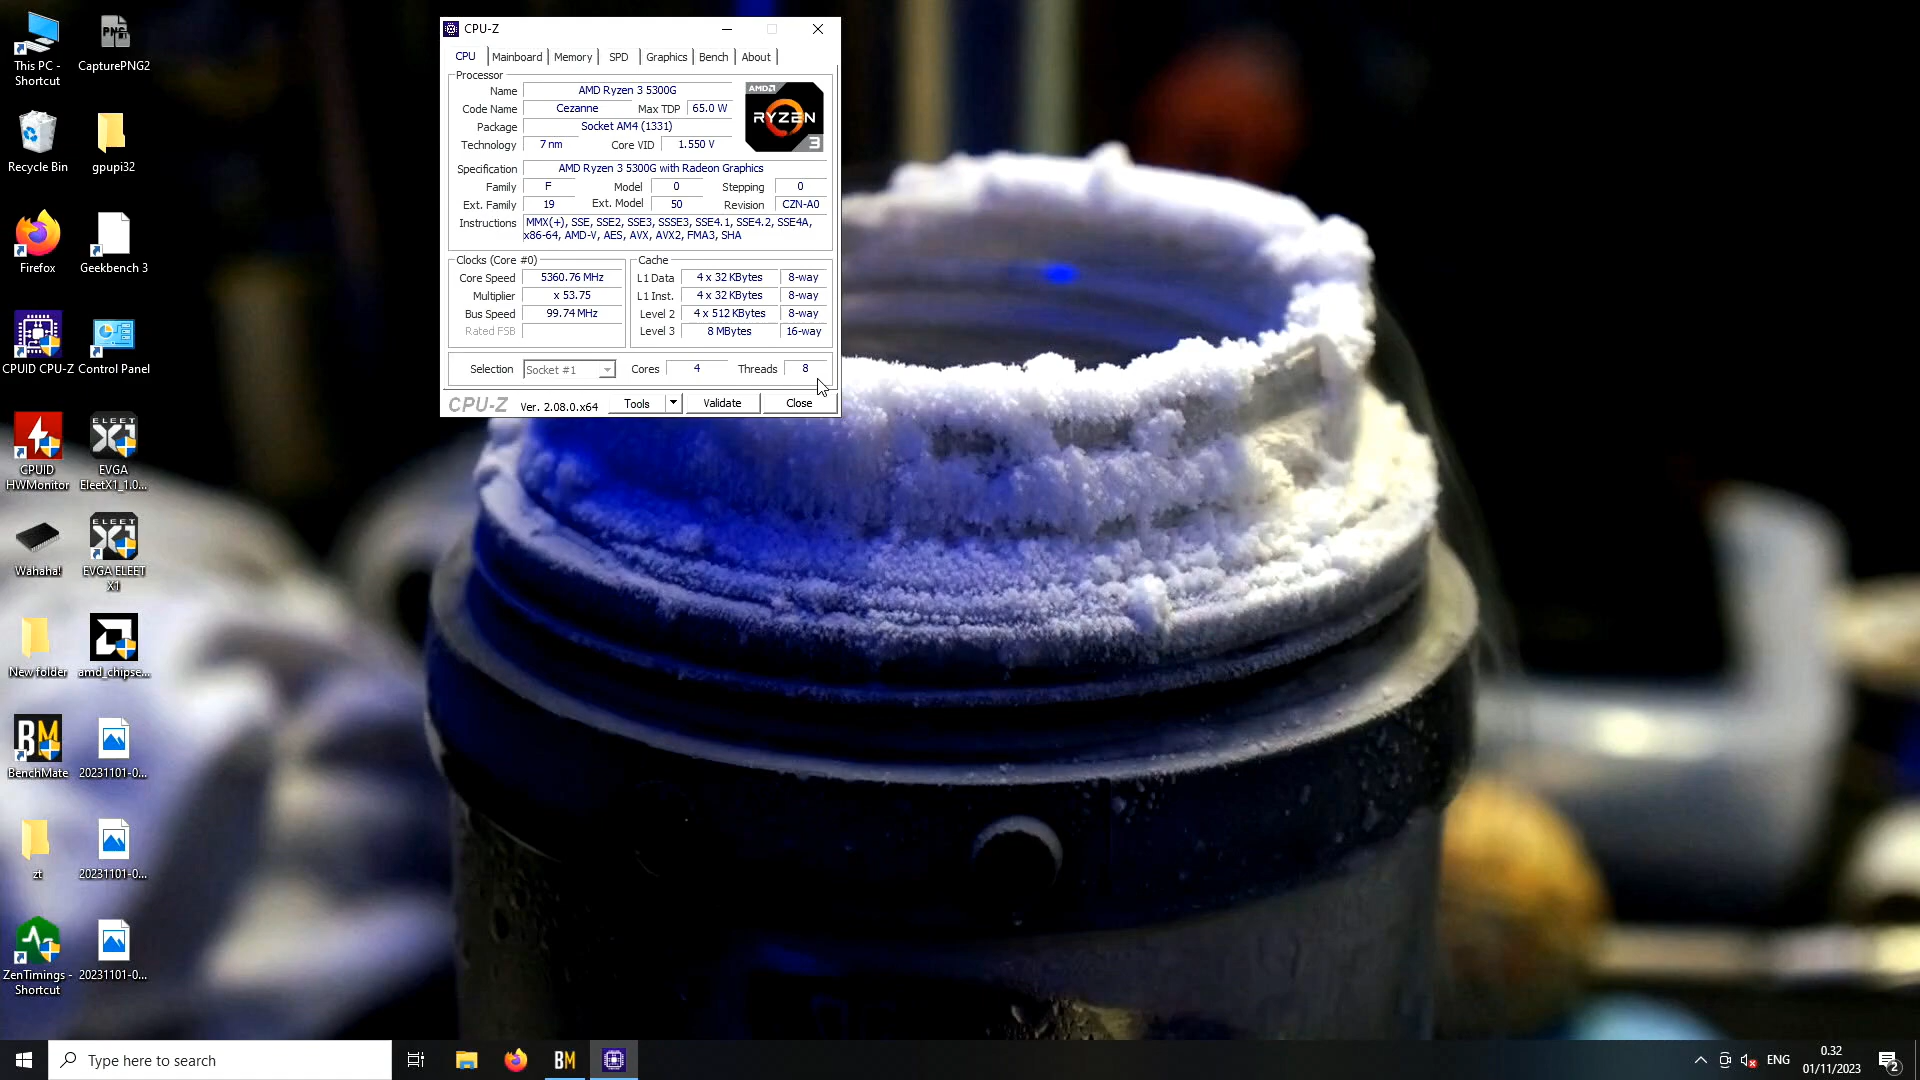 This PC -
Shortcut
CapturePNG2
Recycle Bin
gpupi32
Firefox
Geekbench 3
CPUID CPU-Z
Control Panel
CPUID
HWMonitor
EVGA
EleetX1_1.0...
Wahaha!
EVGA ELEET
X1
New folder
amd_chipse...
BenchMate
20231101-0...
zt
20231101-0...
ZenTimings -
Shortcut
20231101-0...
CPU-Z
CPU Mainboard Memory SPD Graphics Bench About
Processor
Name AMD Ryzen 3 5300G
Code Name Cezanne Max TDP 65.0 W
Package Socket AM4 (1331)
Technology 7 nm Core VID 1.550 V
AMD
RYZEN
3
Specification AMD Ryzen 3 5300G with Radeon Graphics
Family F Model 0 Stepping 0
Ext. Family 19 Ext. Model 50 Revision CZN-A0
Instructions MMX(+), SSE, SSE2, SSE3, SSSE3, SSE4.1, SSE4.2, SSE4A,
x86-64, AMD-V, AES, AVX, AVX2, FMA3, SHA
Clocks (Core #0)
Core Speed 5360.76 MHz
Multiplier x 53.75
Bus Speed 99.74 MHz
Rated FSB
Cache
L1 Data 4 x 32 KBytes 8-way
L1 Inst. 4 x 32 KBytes 8-way
Level 2 4 x 512 KBytes 8-way
Level 3 8 MBytes 16-way
Selection Socket #1 Cores 4 Threads 8
CPU-Z Ver. 2.08.0.x64 Tools Validate Close
Type here to search
BM
ENG
0.32
01/11/2023
2